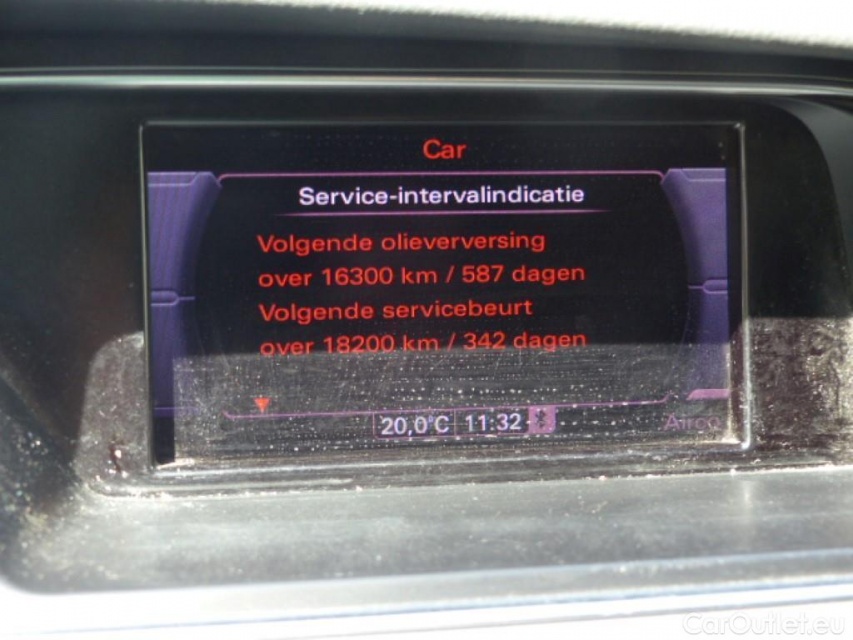 Car
Service-intervalindicatie
Volgende olieverversing
over 16300 km / 587 dagen
Volgende servicebeurt
over 18200 km / 342 dagen
20,0°C 11:32
Airco
CarOutlet.eu